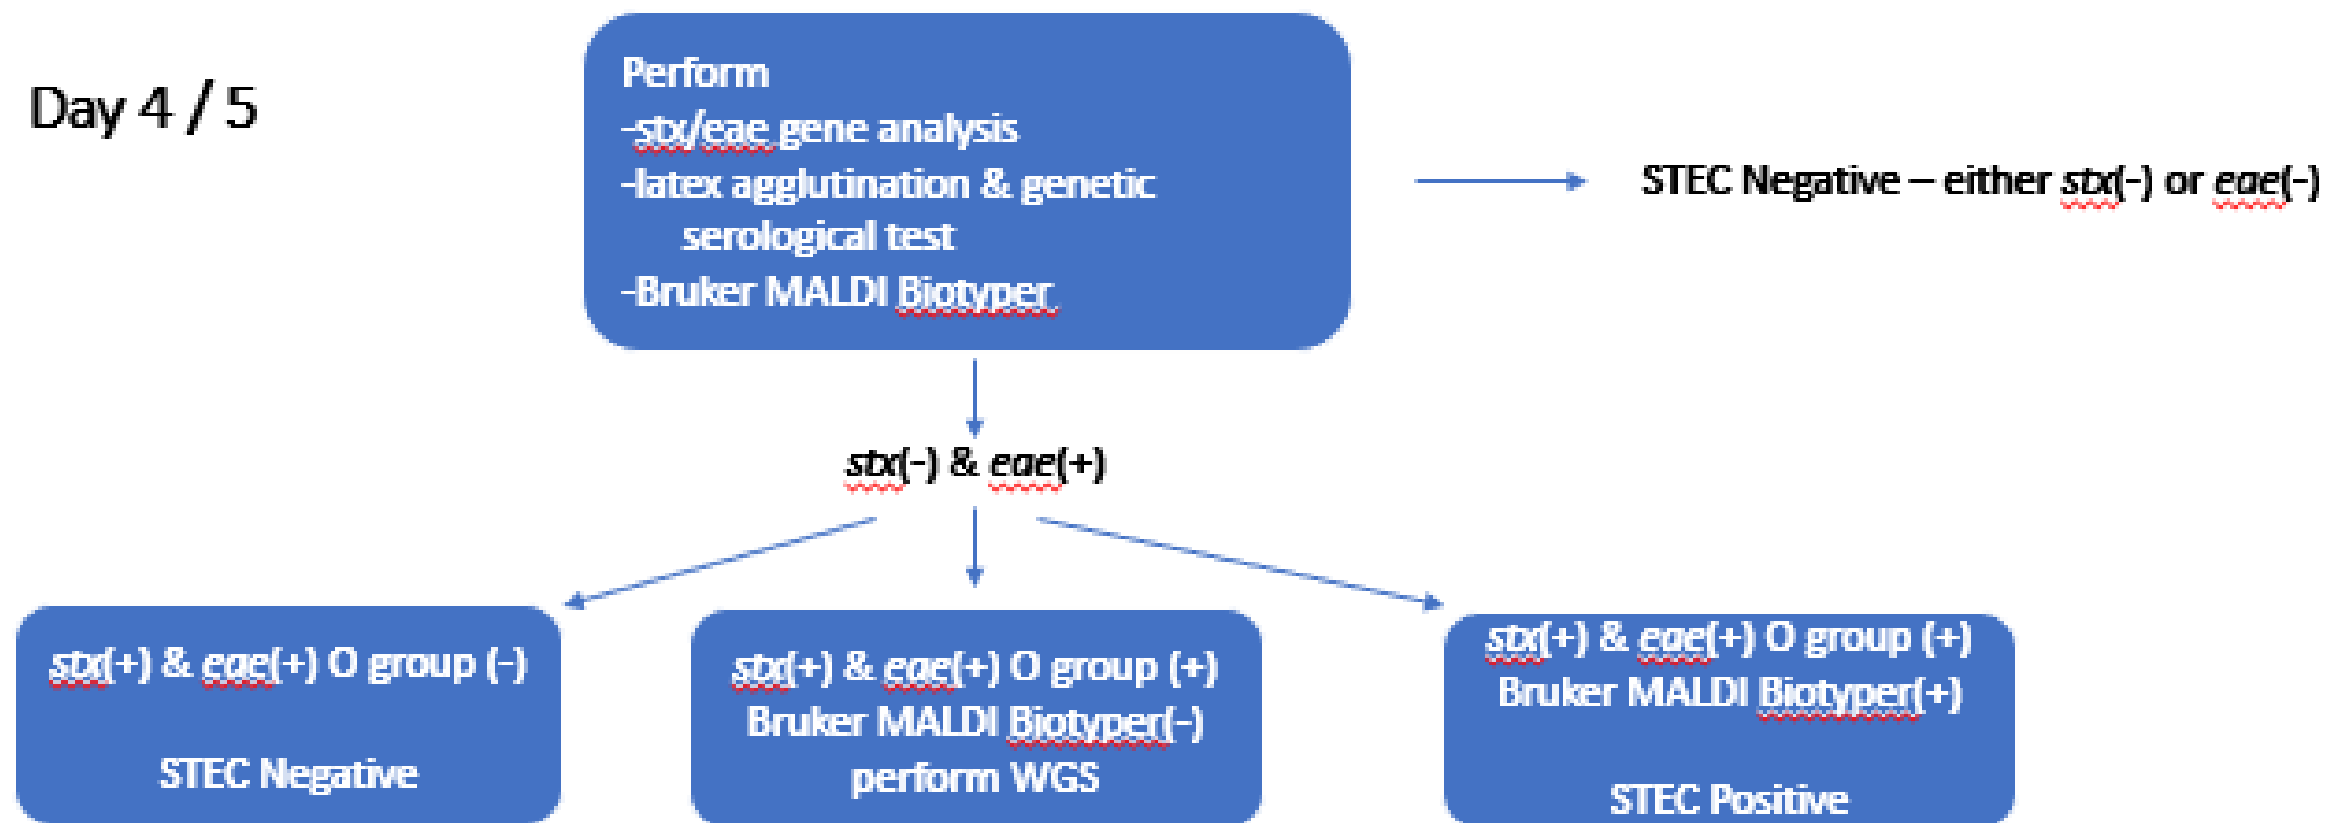 Day 4 / 5
Perform
-stx/eae gene analysis
-latex agglutination & genetic
serological test
-Bruker MALDI Biotyper
STEC Negative – either stx(-) or eae(-)
stx(-) & eae(+)
stx(+) & eae(+) O group (-)
STEC Negative
stx(+) & eae(+) O group (+)
Bruker MALDI Biotyper(-)
perform WGS
stx(+) & eae(+) O group (+)
Bruker MALDI Biotyper(+)
STEC Positive